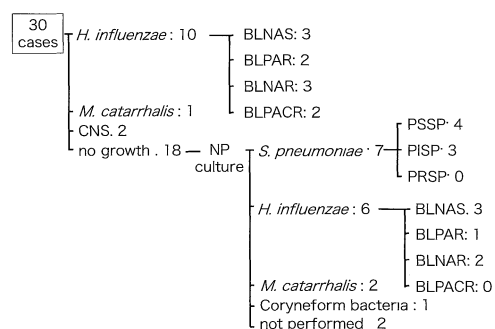 30
cases
H. influenzae : 10
BLNAS: 3
BLPAR: 2
BLNAR: 3
BLPACR: 2
M. catarrhalis : 1
CNS. 2
no growth . 18
NP
culture
S. pneumoniae · 7
PSSP· 4
PISP· 3
PRSP· 0
H. influenzae : 6
BLNAS. 3
BLPAR: 1
BLNAR: 2
BLPACR: 0
M. catarrhalis : 2
Coryneform bacteria : 1
not performed 2